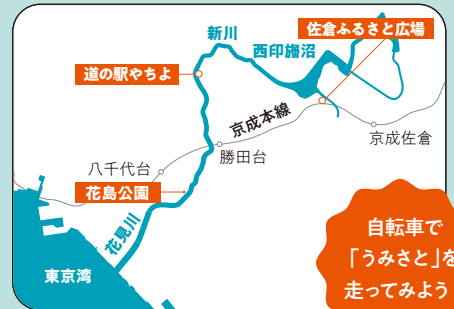 新川
佐倉ふるさと広場
西印旛沼
道の駅やちよ
京成本線
京成佐倉
勝田台
八千代台
花島公園
花見川
東京湾
自転車で
「うみさと」を
走ってみよう